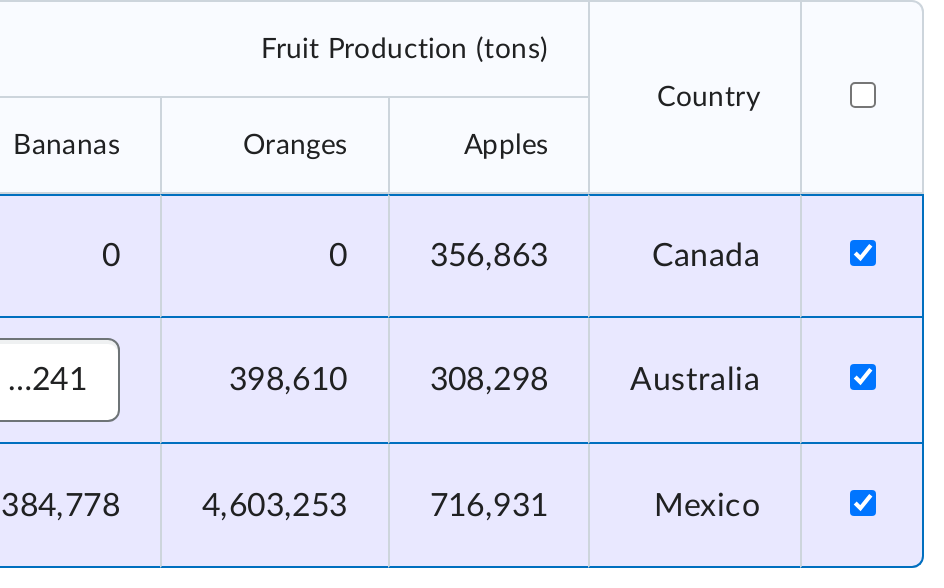 Fruit Production (tons)
Country
Bananas Oranges Apples
0 0 356,863 Canada
...241 398,610 308,298 Australia
384,778 4,603,253 716,931 Mexico